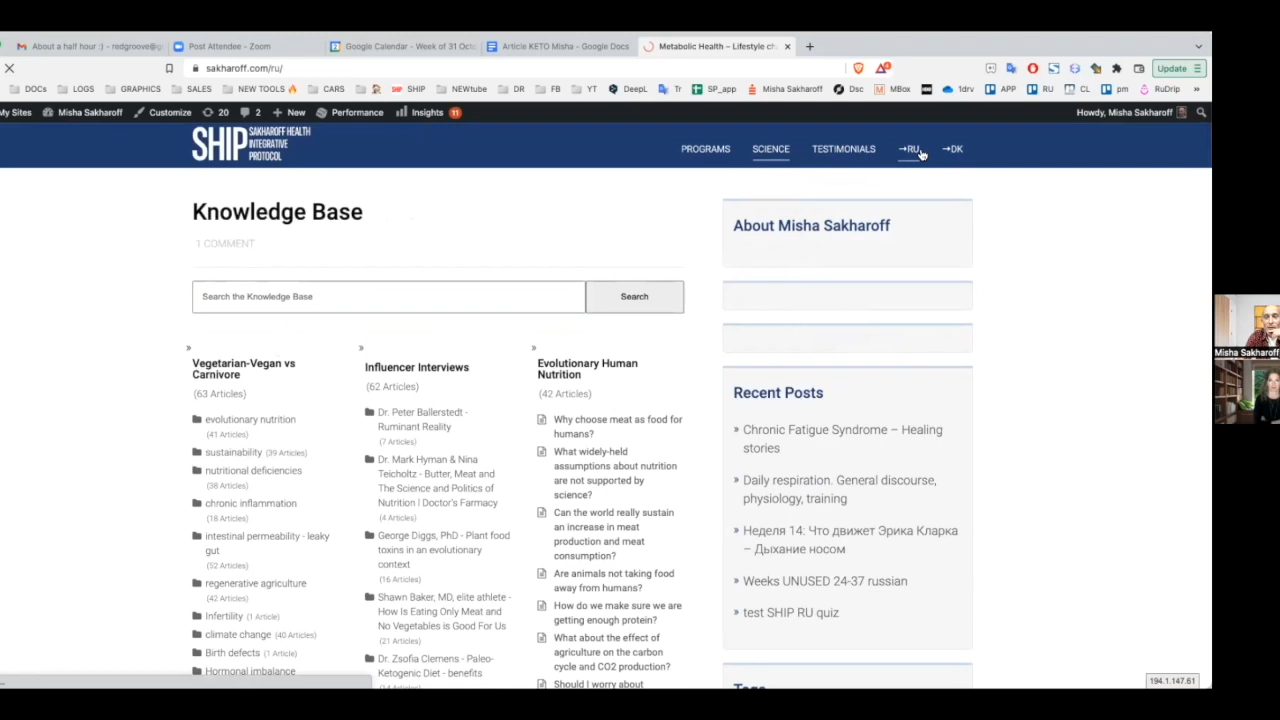 About a half hour :) - redgroove@gm
Post Attendee - Zoom
Google Calendar - Week of 31 Octo
Article KETO Misha - Google Docs
Metabolic Health – Lifestyle ch
sakharoff.com/ru/
Update
DOCs LOGS GRAPHICS SALES NEW TOOLS CARS SHIP NEWtube DR FB YT DeepL Tr SP_app Misha Sakharoff Dsc MBox 1drv APP RU CL pm RuDrip »
My Sites Misha Sakharoff Customize 20 2 New Performance Insights 11 Howdy, Misha Sakharoff
SHIP SAKHAROFF HEALTH
INTEGRATIVE
PROTOCOL
PROGRAMS SCIENCE TESTIMONIALS →RU →DK
Knowledge Base
1 COMMENT
Search the Knowledge Base
Search
»
Vegetarian-Vegan vs
Carnivore
(63 Articles)
evolutionary nutrition
(41 Articles)
sustainability (39 Articles)
nutritional deficiencies
(38 Articles)
chronic inflammation
(18 Articles)
intestinal permeability - leaky
gut
(52 Articles)
regenerative agriculture
(42 Articles)
Infertility (1 Article)
climate change (40 Articles)
Birth defects (1 Article)
Hormonal imbalance
»
Influencer Interviews
(62 Articles)
Dr. Peter Ballerstedt -
Ruminant Reality
(7 Articles)
Dr. Mark Hyman & Nina
Teicholz - Butter, Meat and
The Science and Politics of
Nutrition | Doctor's Farmacy
(4 Articles)
George Diggs, PhD - Plant food
toxins in an evolutionary
context
(16 Articles)
Shawn Baker, MD, elite athlete -
How Is Eating Only Meat and
No Vegetables is Good For Us
(21 Articles)
Dr. Zsofia Clemens - Paleo-
Ketogenic Diet - benefits
(14 Articles)
»
Evolutionary Human
Nutrition
(42 Articles)
Why choose meat as food for
humans?
What widely-held
assumptions about nutrition
are not supported by
science?
Can the world really sustain
an increase in meat
production and meat
consumption?
Are animals not taking food
away from humans?
How do we make sure we are
getting enough protein?
What about the effect of
agriculture on the carbon
cycle and CO2 production?
Should I worry about
About Misha Sakharoff
Recent Posts
» Chronic Fatigue Syndrome – Healing
stories
» Daily respiration. General discourse,
physiology, training
» Неделя 14: Что движет Эрика Кларка
– Дыхание носом
» Weeks UNUSED 24-37 russian
» test SHIP RU quiz
Tags
194.1.147.61
Misha Sakharoff